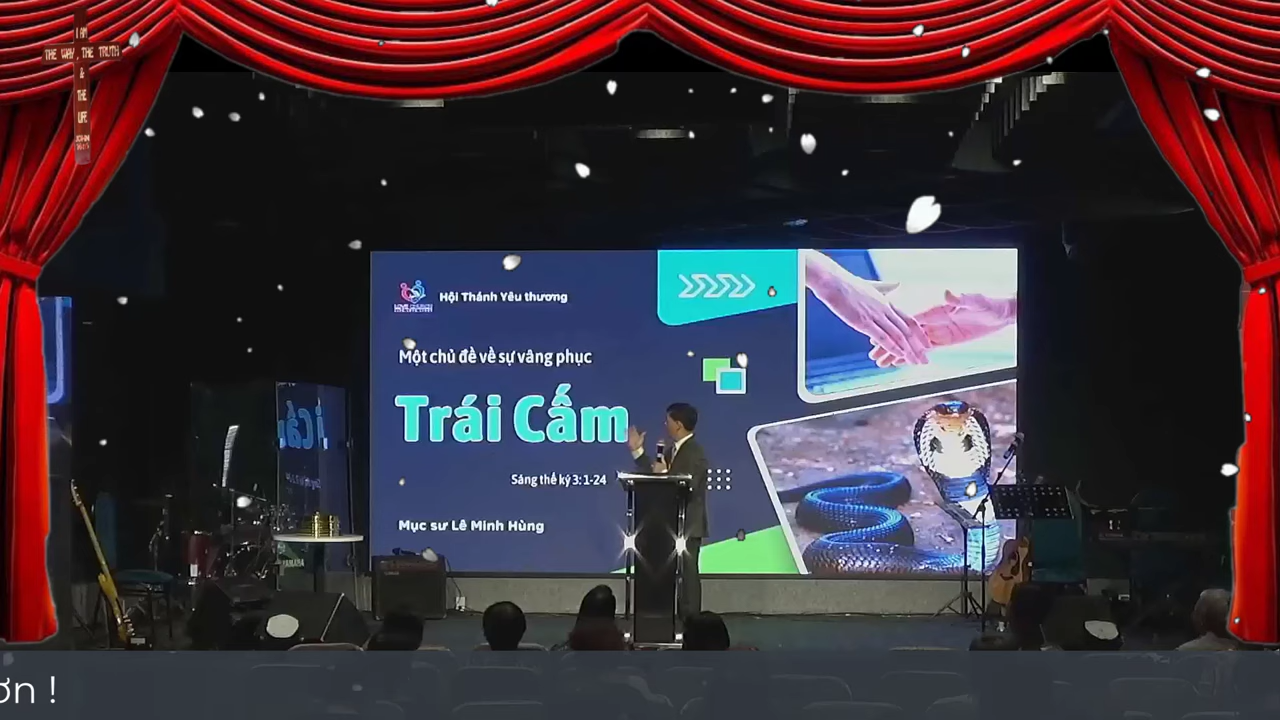 I AM
THE WAY, THE TRUTH
&
THE
LIFE
Hội Thánh Yêu thương
Một chủ đề về sự vâng phục
Trái Cấm
Sáng thế ký 3: 1-24
Mục sư Lê Minh Hùng
YAMAHA
ơn !